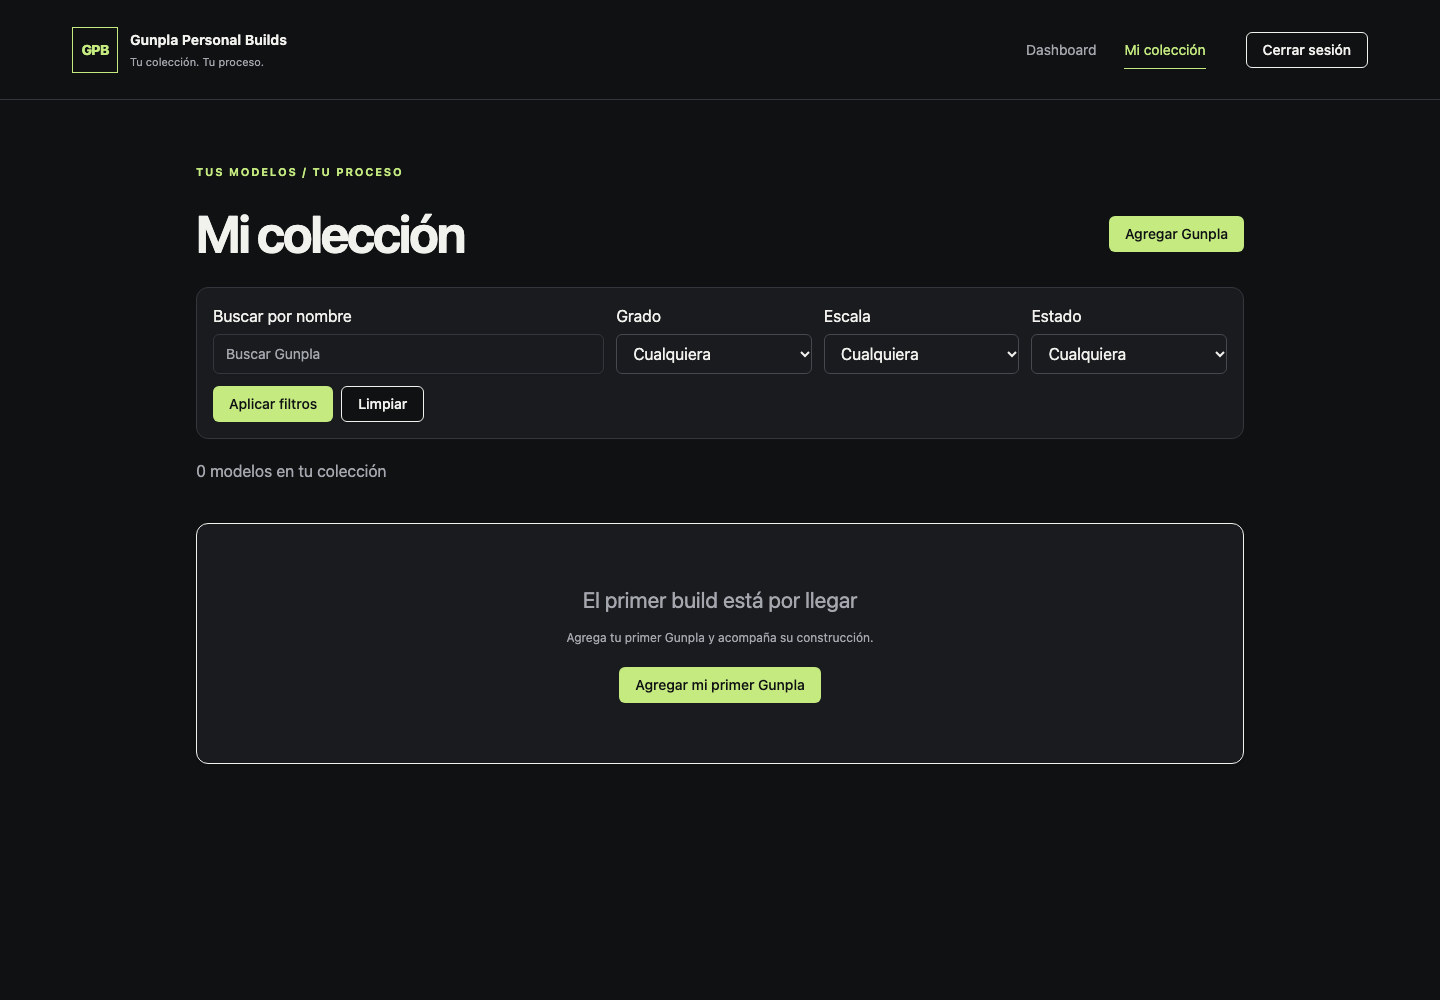 GPB
Gunpla Personal Builds
Tu colección. Tu proceso.
Dashboard
Mi colección
Cerrar sesión
TUS MODELOS / TU PROCESO
Mi colección
Agregar Gunpla
Buscar por nombre
Grado
Escala
Estado
Buscar Gunpla
Cualquiera
Cualquiera
Cualquiera
Aplicar filtros
Limpiar
0 modelos en tu colección
El primer build está por llegar
Agrega tu primer Gunpla y acompaña su construcción.
Agregar mi primer Gunpla